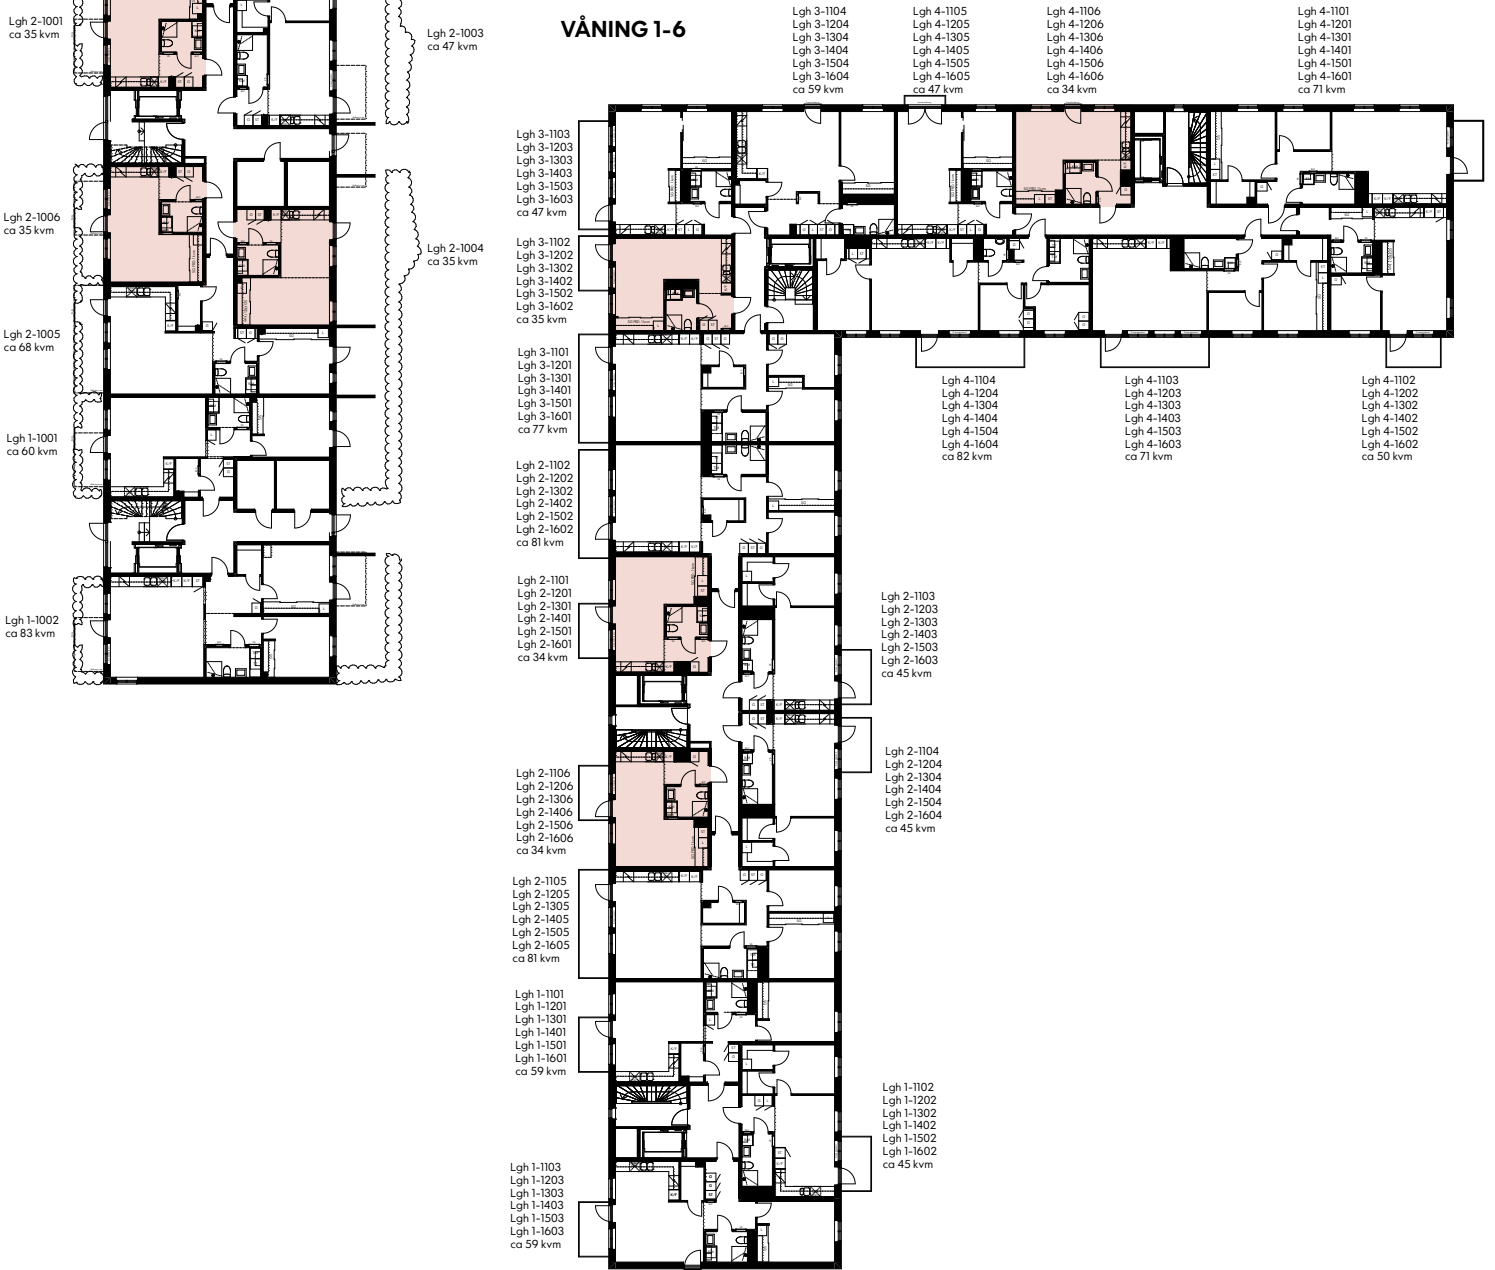 Lgh 2-1001
ca 35 kvm
Lgh 2-1003
ca 47 kvm
Lgh 2-1006
ca 35 kvm
Lgh 2-1004
ca 35 kvm
Lgh 2-1005
ca 68 kvm
Lgh 1-1001
ca 60 kvm
Lgh 1-1002
ca 83 kvm
VÅNING 1-6
Lgh 3-1104
Lgh 3-1204
Lgh 3-1304
Lgh 3-1404
Lgh 3-1504
Lgh 3-1604
ca 59 kvm
Lgh 4-1105
Lgh 4-1205
Lgh 4-1305
Lgh 4-1405
Lgh 4-1505
Lgh 4-1605
ca 47 kvm
Lgh 4-1106
Lgh 4-1206
Lgh 4-1306
Lgh 4-1406
Lgh 4-1506
Lgh 4-1606
ca 34 kvm
Lgh 4-1101
Lgh 4-1201
Lgh 4-1301
Lgh 4-1401
Lgh 4-1501
Lgh 4-1601
ca 71 kvm
Lgh 3-1103
Lgh 3-1203
Lgh 3-1303
Lgh 3-1403
Lgh 3-1503
Lgh 3-1603
ca 47 kvm
Lgh 3-1102
Lgh 3-1202
Lgh 3-1302
Lgh 3-1402
Lgh 3-1502
Lgh 3-1602
ca 35 kvm
Lgh 3-1101
Lgh 3-1201
Lgh 3-1301
Lgh 3-1401
Lgh 3-1501
Lgh 3-1601
ca 77 kvm
Lgh 4-1104
Lgh 4-1204
Lgh 4-1304
Lgh 4-1404
Lgh 4-1504
Lgh 4-1604
ca 82 kvm
Lgh 4-1103
Lgh 4-1203
Lgh 4-1303
Lgh 4-1403
Lgh 4-1503
Lgh 4-1603
ca 71 kvm
Lgh 4-1102
Lgh 4-1202
Lgh 4-1302
Lgh 4-1402
Lgh 4-1502
Lgh 4-1602
ca 50 kvm
Lgh 2-1102
Lgh 2-1202
Lgh 2-1302
Lgh 2-1402
Lgh 2-1502
Lgh 2-1602
ca 81 kvm
Lgh 2-1101
Lgh 2-1201
Lgh 2-1301
Lgh 2-1401
Lgh 2-1501
Lgh 2-1601
ca 34 kvm
Lgh 2-1103
Lgh 2-1203
Lgh 2-1303
Lgh 2-1403
Lgh 2-1503
Lgh 2-1603
ca 45 kvm
Lgh 2-1106
Lgh 2-1206
Lgh 2-1306
Lgh 2-1406
Lgh 2-1506
Lgh 2-1606
ca 34 kvm
Lgh 2-1104
Lgh 2-1204
Lgh 2-1304
Lgh 2-1404
Lgh 2-1504
Lgh 2-1604
ca 45 kvm
Lgh 2-1105
Lgh 2-1205
Lgh 2-1305
Lgh 2-1405
Lgh 2-1505
Lgh 2-1605
ca 81 kvm
Lgh 1-1101
Lgh 1-1201
Lgh 1-1301
Lgh 1-1401
Lgh 1-1501
Lgh 1-1601
ca 59 kvm
Lgh 1-1102
Lgh 1-1202
Lgh 1-1302
Lgh 1-1402
Lgh 1-1502
Lgh 1-1602
ca 45 kvm
Lgh 1-1103
Lgh 1-1203
Lgh 1-1303
Lgh 1-1403
Lgh 1-1503
Lgh 1-1603
ca 59 kvm